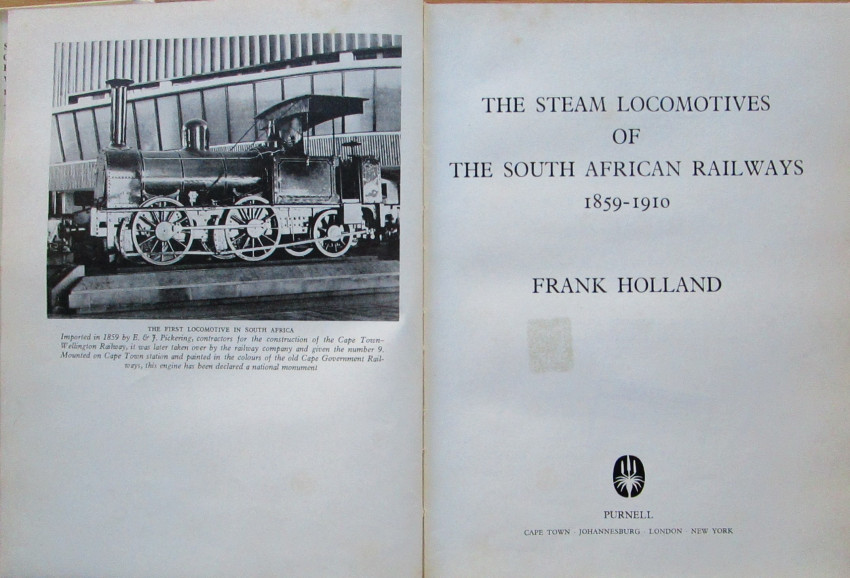 THE FIRST LOCOMOTIVE IN SOUTH AFRICA
Imported in 1859 by E. & J. Pickering, contractors for the construction of the Cape Town–
Wellington Railway, it was later taken over by the railway company and given the number 9.
Mounted on Cape Town station and painted in the colours of the old Cape Government Rail-
ways, this engine has been declared a national monument
THE STEAM LOCOMOTIVES
OF
THE SOUTH AFRICAN RAILWAYS
1859-1910
FRANK HOLLAND
PURNELL
CAPE TOWN · JOHANNESBURG · LONDON · NEW YORK